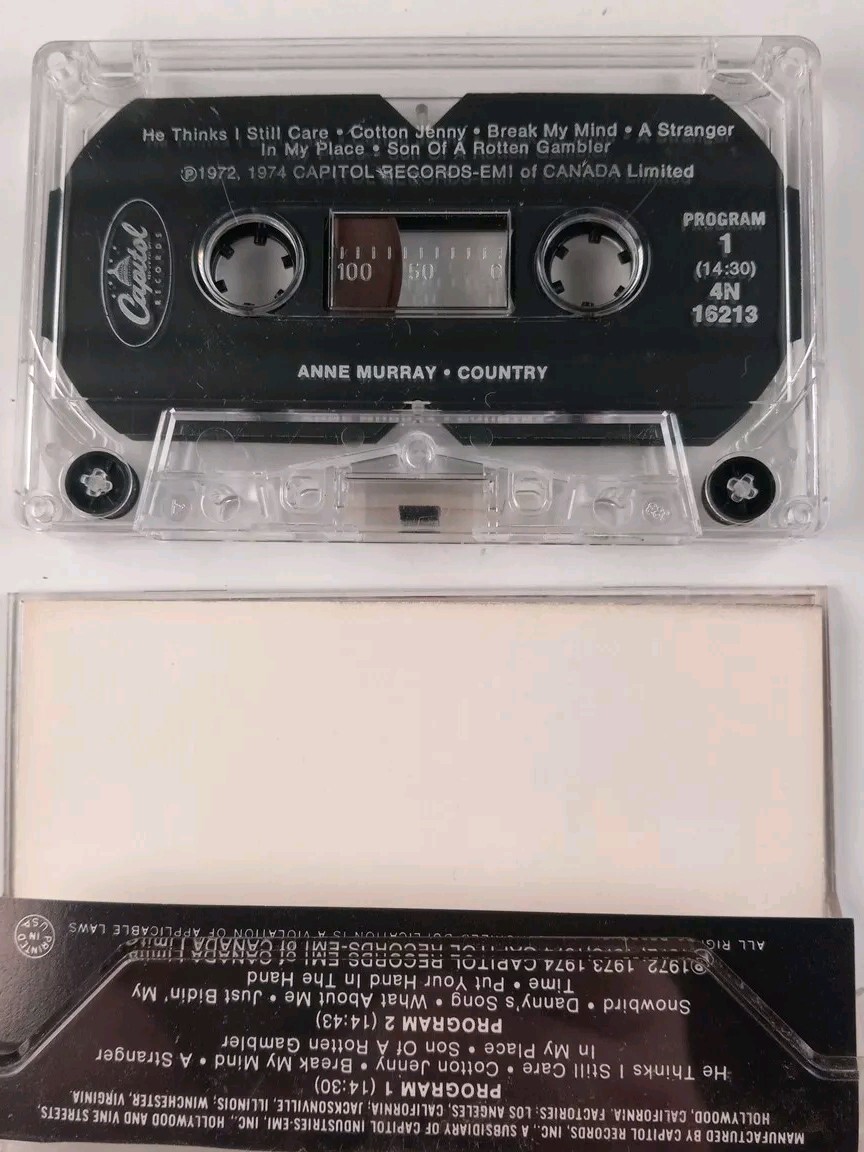 He Thinks I Still Care • Cotton Jenny • Break My Mind • A Stranger
In My Place • Son Of A Rotten Gambler
℗1972, 1974 CAPITOL RECORDS-EMI of CANADA Limited
Capitol
RECORDS
100 50 0
PROGRAM
1
(14:30)
4N
16213
ANNE MURRAY • COUNTRY
MANUFACTURED BY CAPITOL RECORDS, INC., A SUBSIDIARY OF CAPITOL INDUSTRIES-EMI, INC., HOLLYWOOD AND VINE STREETS,
HOLLYWOOD, CALIFORNIA. FACTORIES: LOS ANGELES, CALIFORNIA, JACKSONVILLE, ILLINOIS; WINCHESTER, VIRGINIA.
PROGRAM 1 (14:30)
He Thinks I Still Care • Cotton Jenny • Break My Mind • A Stranger
In My Place • Son Of A Rotten Gambler
PROGRAM 2 (14:43)
Snowbird • Danny's Song • What About Me • Just Bidin' My
Time • Put Your Hand In The Hand
℗1972, 1973, 1974 CAPITOL RECORDS-EMI of CANADA Limited
ALL DUPLICATION IS A VIOLATION OF APPLICABLE LAWS
PRINTED IN USA